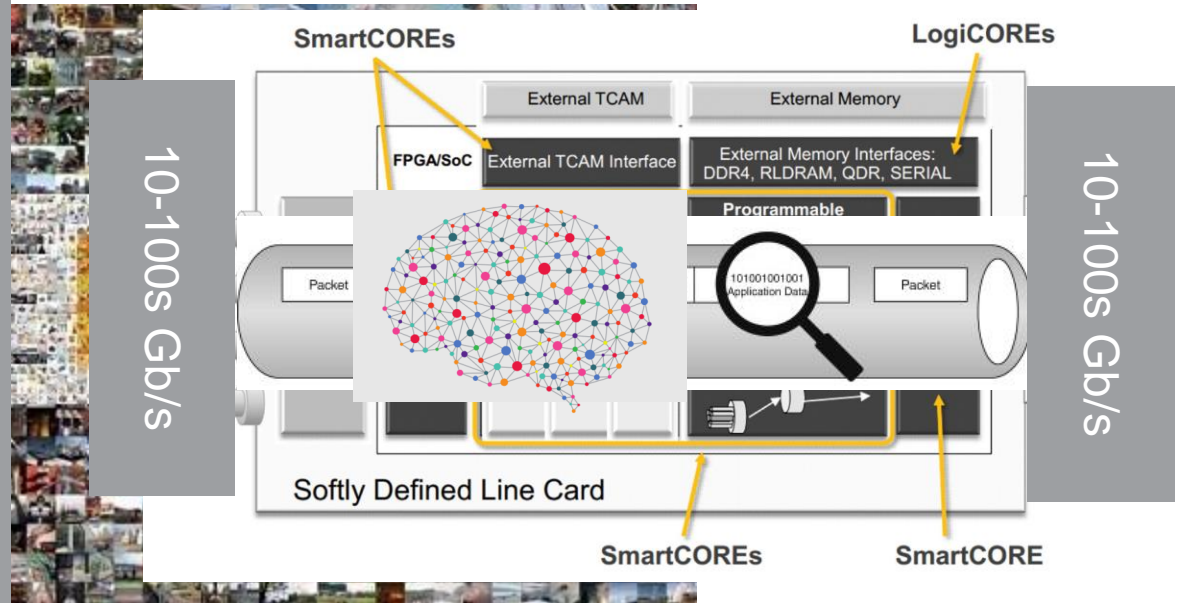 SmartCOREs
LogiCOREs
External TCAM
External Memory
FPGA/SoC
External TCAM Interface
External Memory Interfaces:
DDR4, RLDRAM, QDR, SERIAL
Programmable
10-100s Gb/s
Packet
101001001001
Application Data
Packet
10-100s Gb/s
Softly Defined Line Card
SmartCOREs
SmartCORE